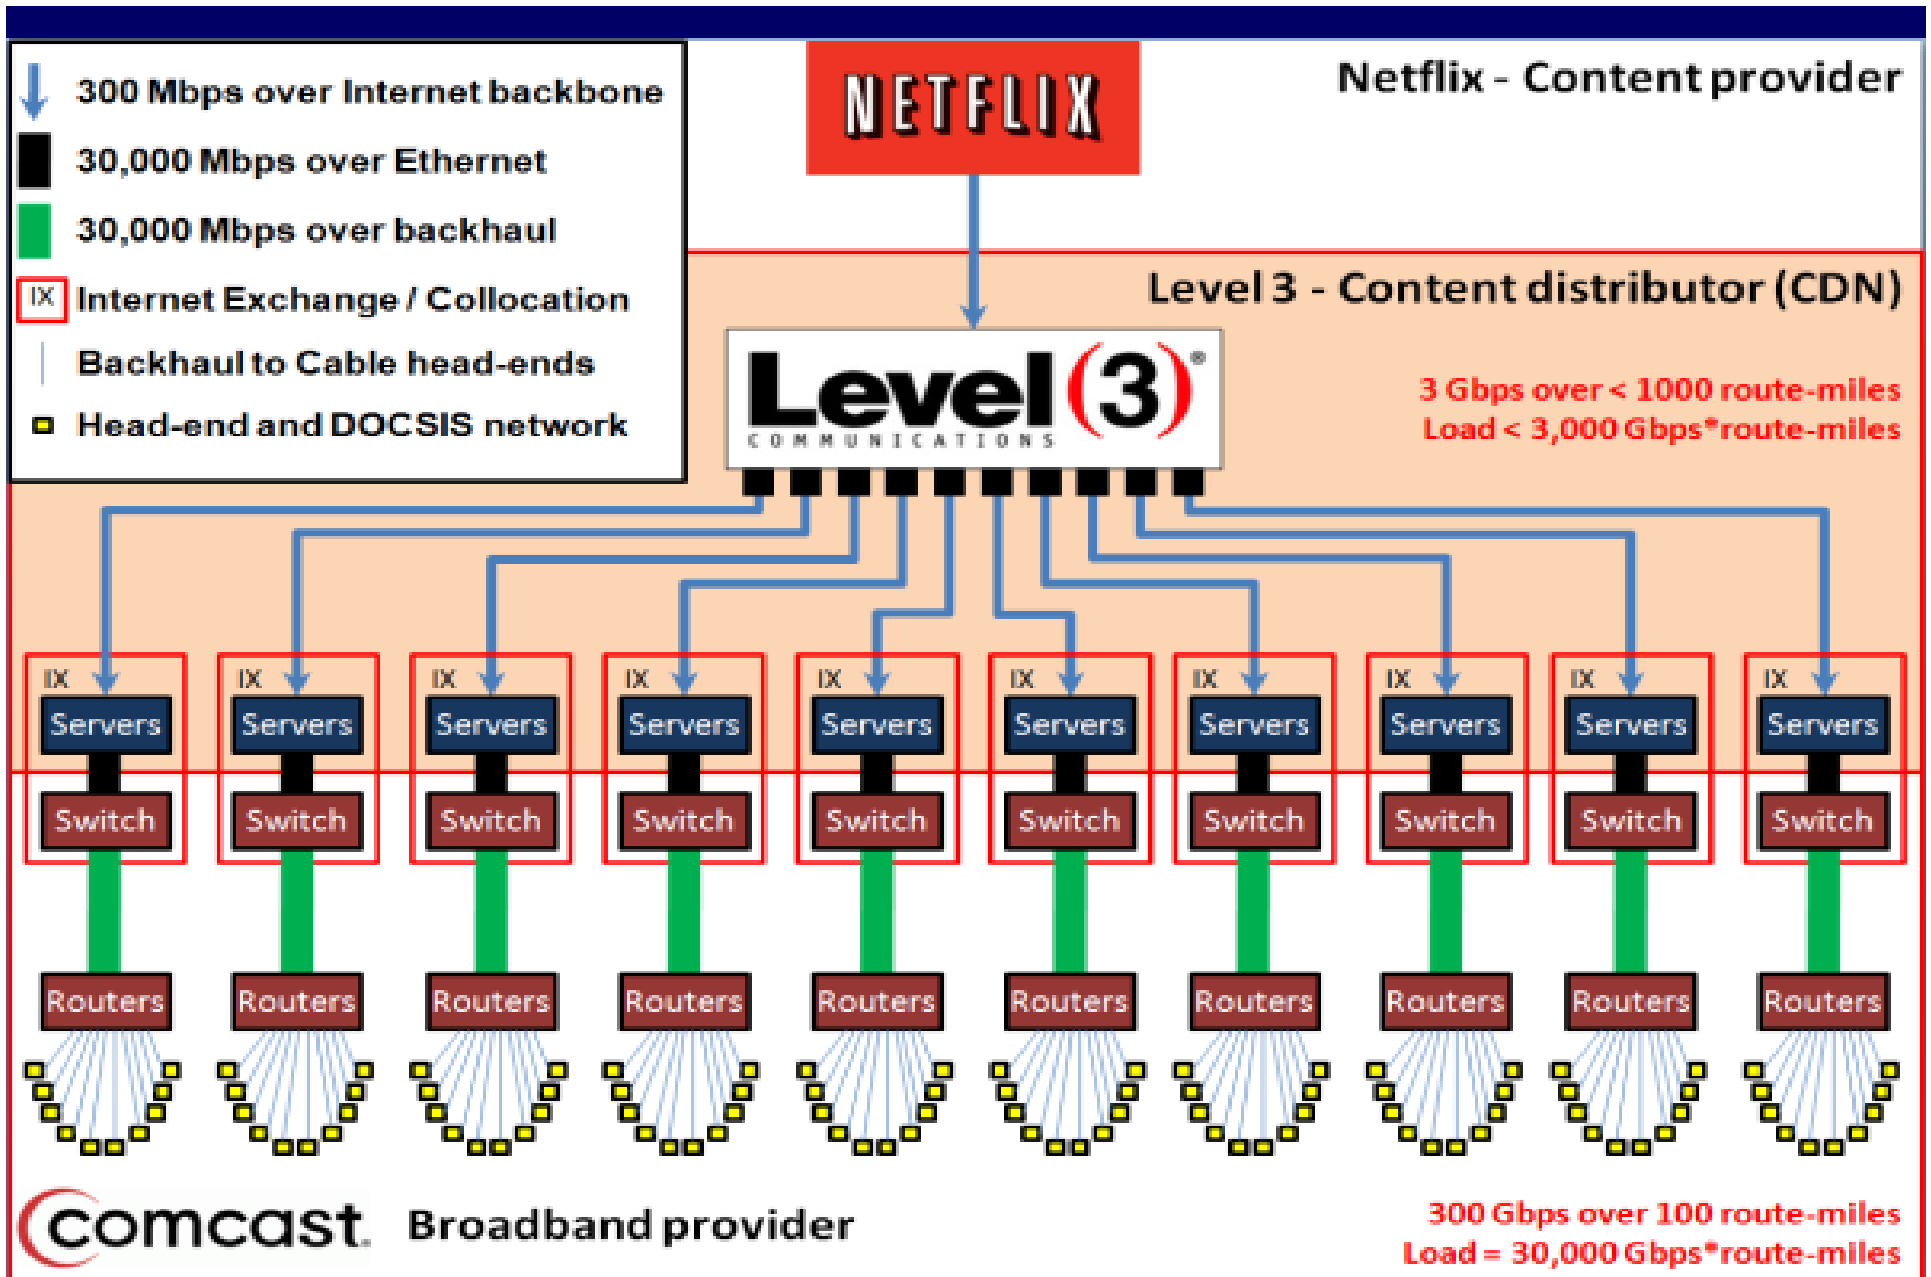 300 Mbps over Internet backbone
30,000 Mbps over Ethernet
30,000 Mbps over backhaul
IX Internet Exchange / Collocation
Backhaul to Cable head-ends
Head-end and DOCSIS network
NETFLIX
Netflix - Content provider
Level 3 - Content distributor (CDN)
Level (3)®
COMMUNICATIONS
3 Gbps over < 1000 route-miles
Load < 3,000 Gbps*route-miles
IX IX IX IX IX IX IX IX IX IX
Servers Servers Servers Servers Servers Servers Servers Servers Servers Servers
Switch Switch Switch Switch Switch Switch Switch Switch Switch Switch
Routers Routers Routers Routers Routers Routers Routers Routers Routers Routers
comcast. Broadband provider
300 Gbps over 100 route-miles
Load = 30,000 Gbps*route-miles